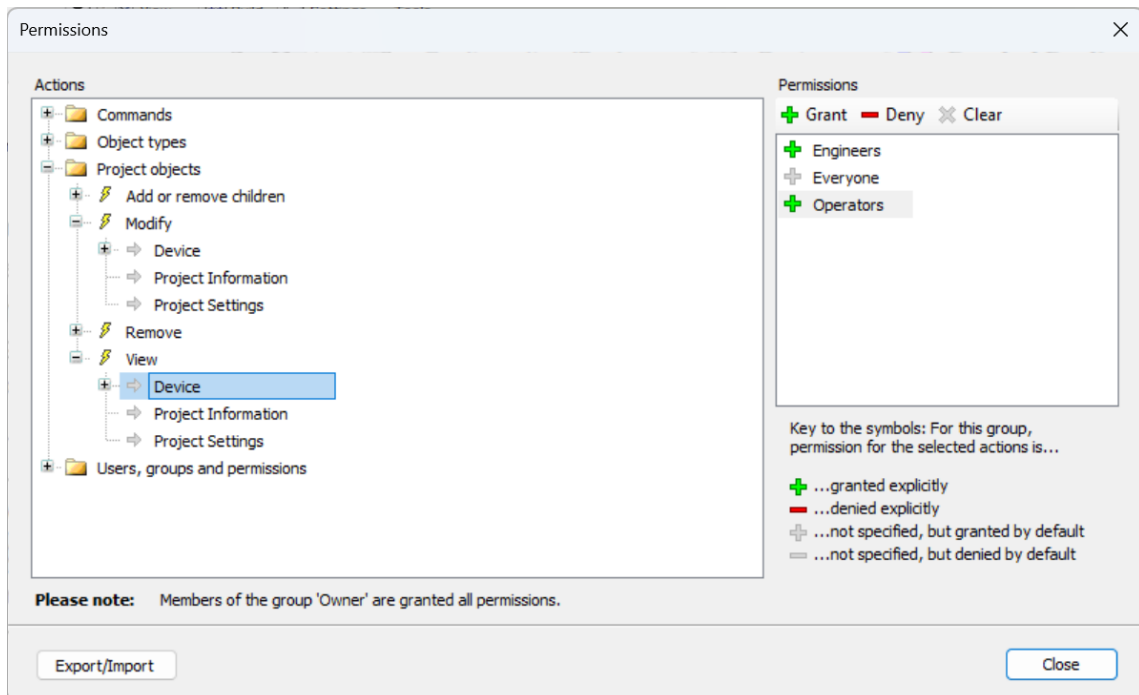 Permissions
Actions
Commands
Object types
Project objects
Add or remove children
Modify
Device
Project Information
Project Settings
Remove
View
Device
Project Information
Project Settings
Users, groups and permissions
Permissions
Grant Deny Clear
Engineers
Everyone
Operators
Key to the symbols: For this group,
permission for the selected actions is...
...granted explicitly
...denied explicitly
...not specified, but granted by default
...not specified, but denied by default
Please note: Members of the group 'Owner' are granted all permissions.
Export/Import
Close